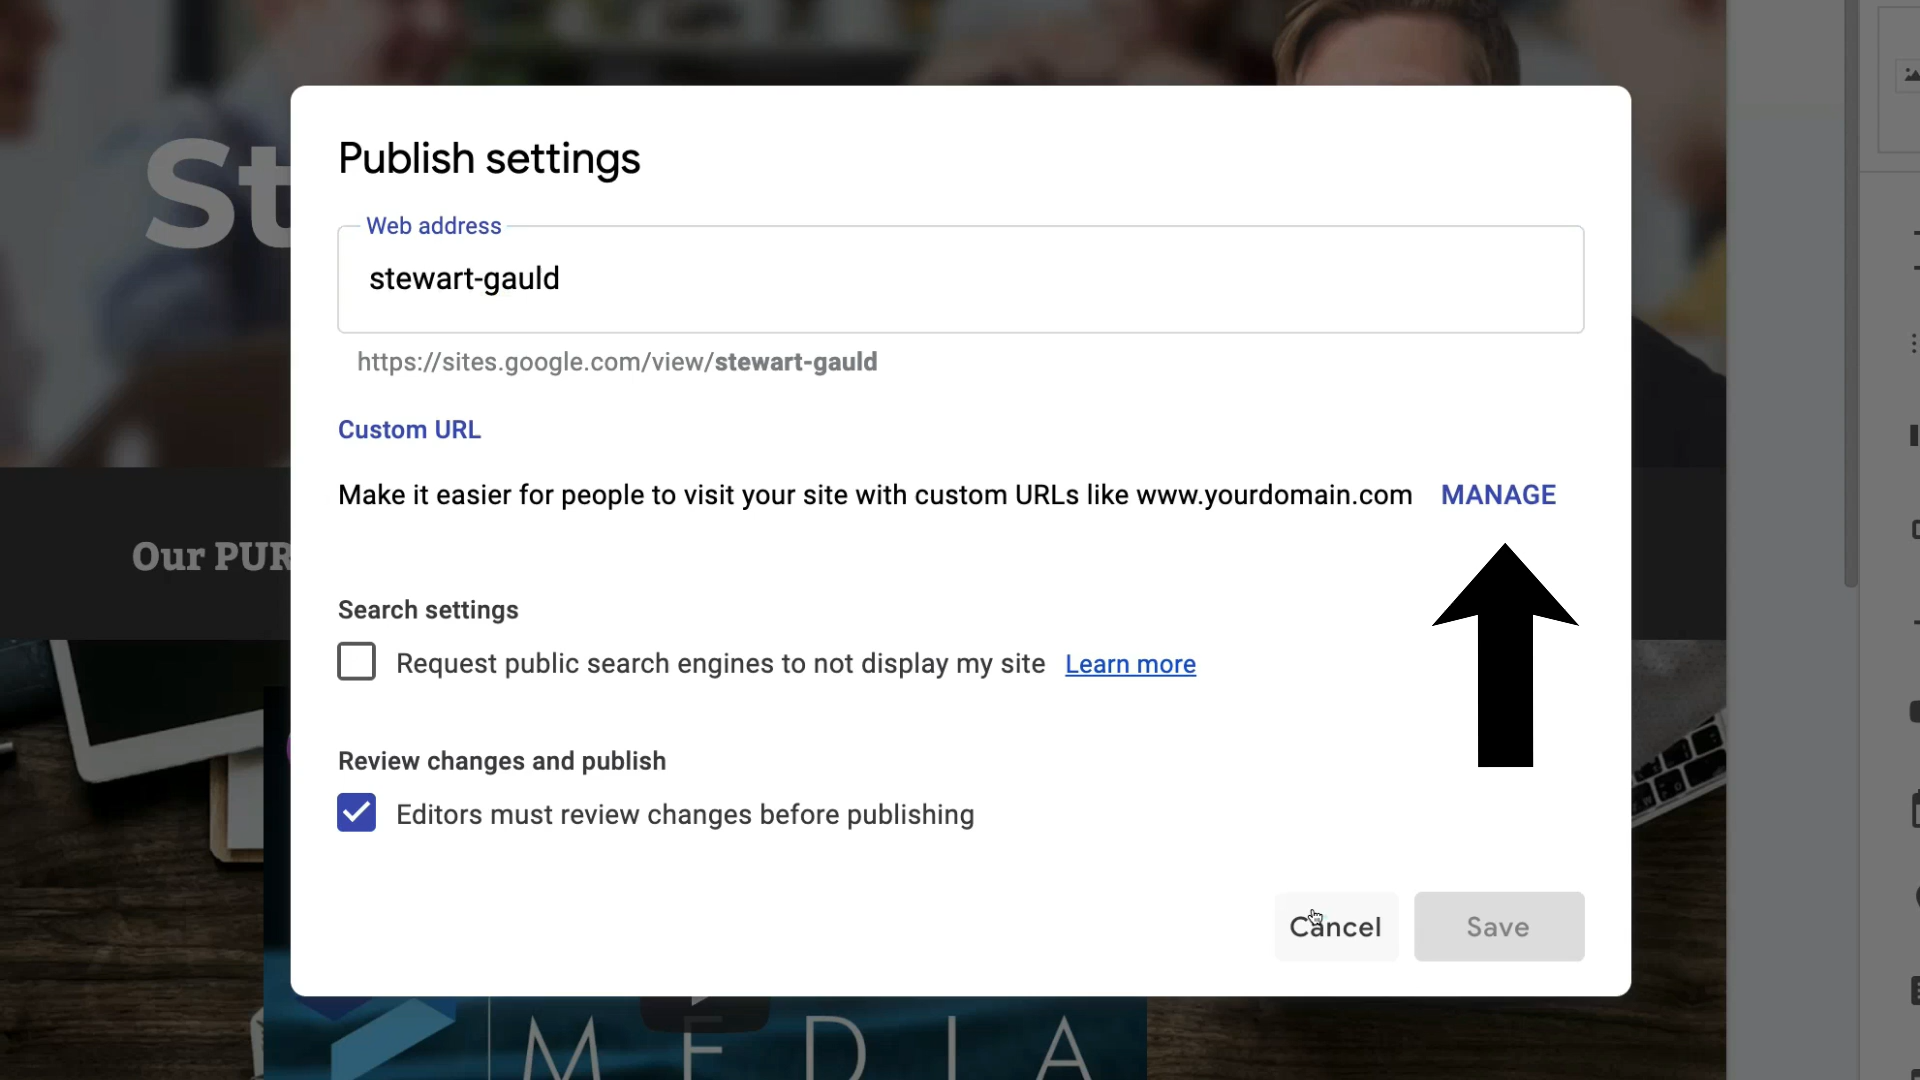 Publish settings
Web address
stewart-gauld
https://sites.google.com/view/stewart-gauld
Custom URL
Make it easier for people to visit your site with custom URLs like www.yourdomain.com MANAGE
Search settings
Request public search engines to not display my site Learn more
Review changes and publish
Editors must review changes before publishing
Cancel Save
St
Our PUR
MEDIA